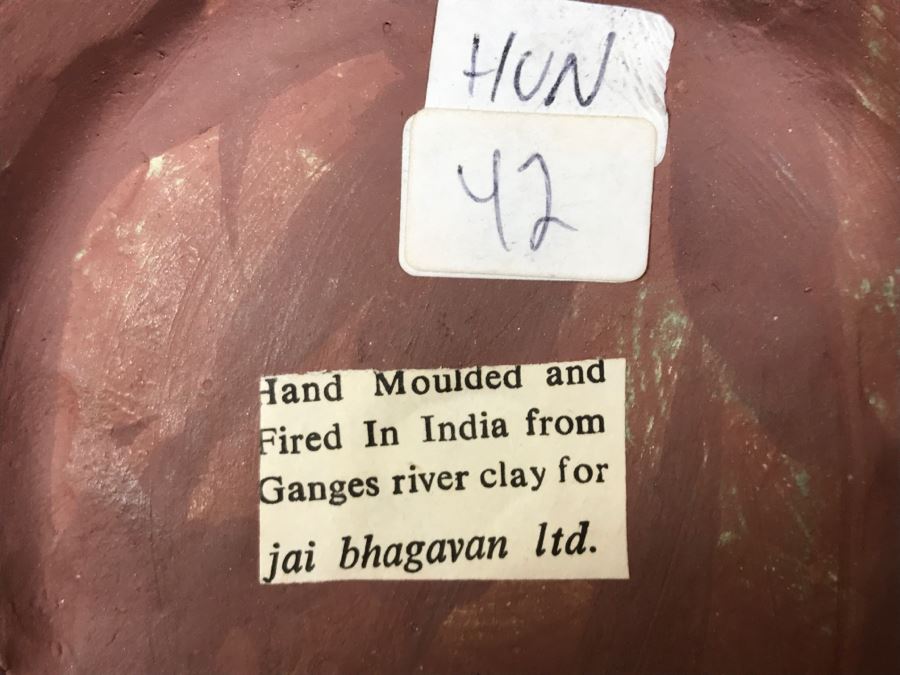 HUN
42
Hand Moulded and
Fired In India from
Ganges river clay for
jai bhagavan ltd.